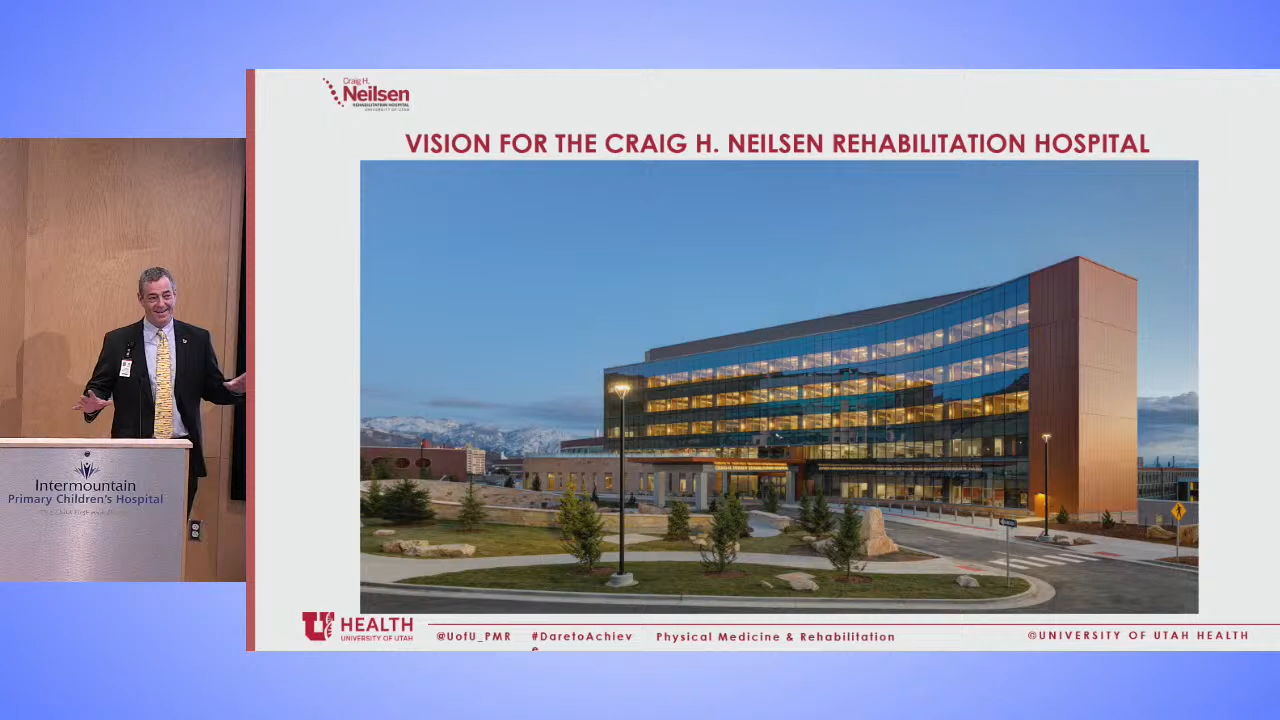 Craig H.
Neilsen
REHABILITATION HOSPITAL
UNIVERSITY OF UTAH
VISION FOR THE CRAIG H. NEILSEN REHABILITATION HOSPITAL
Intermountain
Primary Children's Hospital
U HEALTH
UNIVERSITY OF UTAH
@UofU_PMR #DaretoAchiev
e
Physical Medicine & Rehabilitation
©UNIVERSITY OF UTAH HEALTH